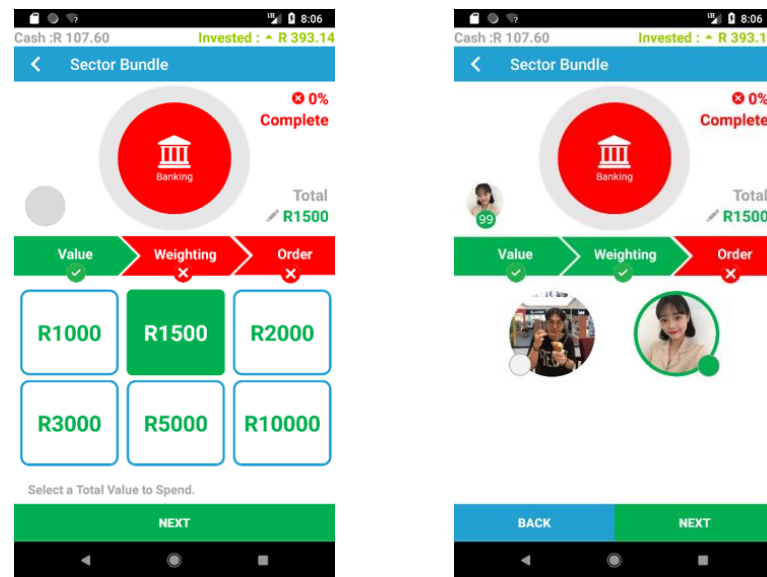 8:06
Cash :R 107.60
Invested : R 393.14
Sector Bundle
0%
Complete
Banking
Total
R1500
Value
Weighting
Order
R1000
R1500
R2000
R3000
R5000
R10000
Select a Total Value to Spend.
NEXT
8:06
Cash :R 107.60
Invested : R 393.1
Sector Bundle
0%
Complete
Banking
99
Total
R1500
Value
Weighting
Order
BACK
NEXT